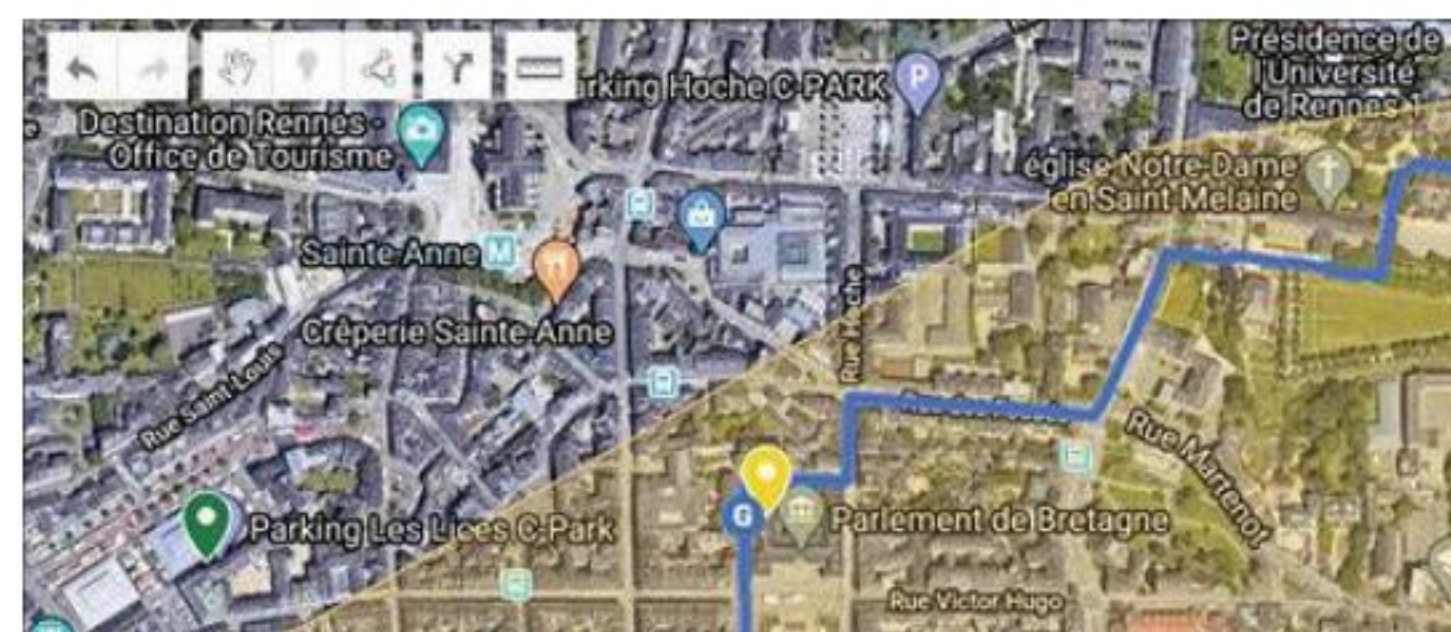 Présidence de
l'Université
de Rennes 1
rking Hoche C-PARK
P
Destination Rennes -
Office de Tourisme
église Notre-Dame
en Saint Melaine
Sainte-Anne
M
Crêperie Sainte Anne
Rue Hoche
Rue Saint-Louis
Rue Martenot
Parking Les Lices C-Park
Parlement de Bretagne
Rue Victor Hugo